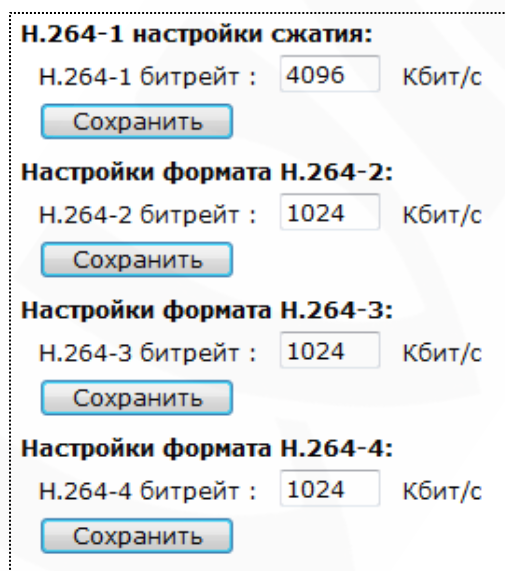 H.264-1 настройки сжатия:
H.264-1 битрейт : 4096 Кбит/с
Сохранить
Настройки формата H.264-2:
H.264-2 битрейт : 1024 Кбит/с
Сохранить
Настройки формата H.264-3:
H.264-3 битрейт : 1024 Кбит/с
Сохранить
Настройки формата H.264-4:
H.264-4 битрейт : 1024 Кбит/с
Сохранить